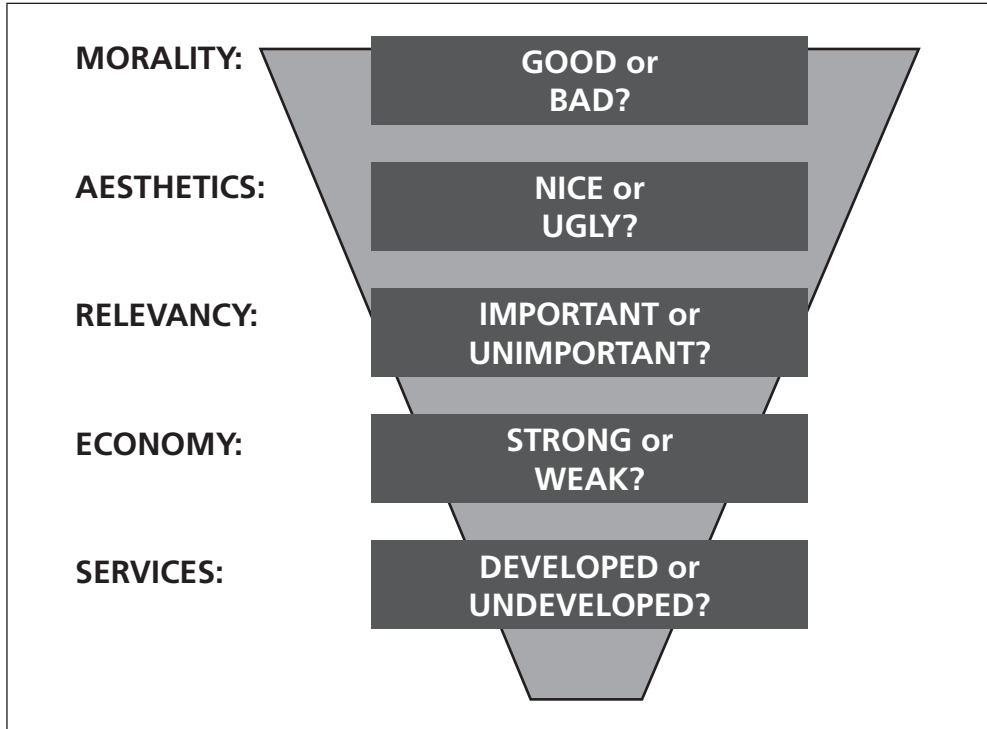 MORALITY:
GOOD or
BAD?
AESTHETICS:
NICE or
UGLY?
RELEVANCY:
IMPORTANT or
UNIMPORTANT?
ECONOMY:
STRONG or
WEAK?
SERVICES:
DEVELOPED or
UNDEVELOPED?